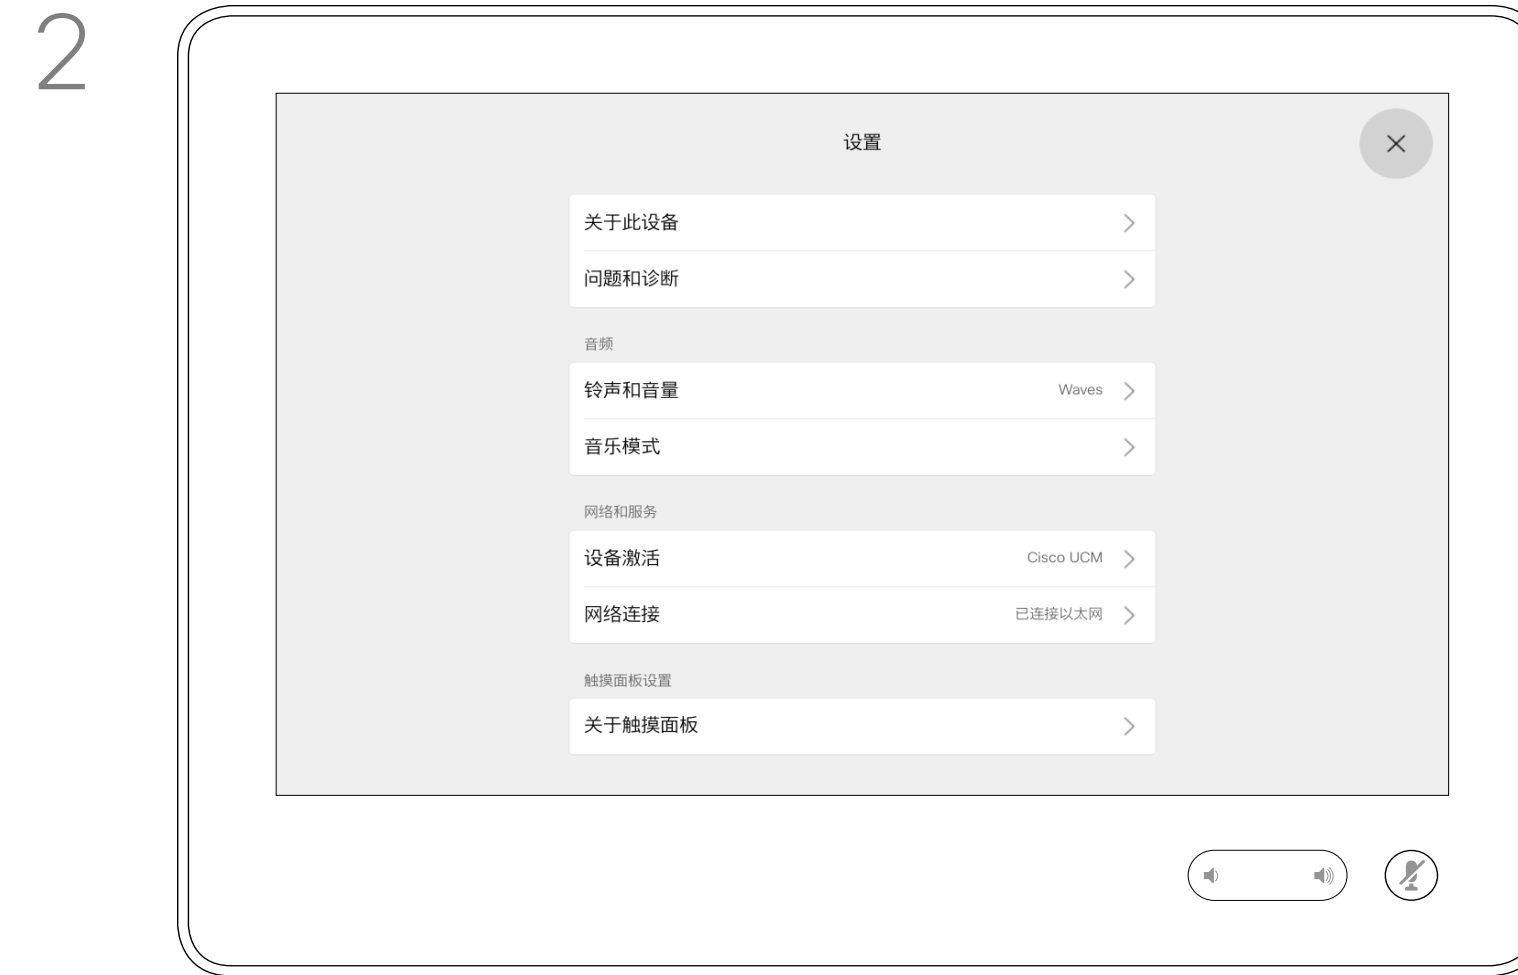 2
设置
关于此设备
问题和诊断
音频
铃声和音量 Waves
音乐模式
网络和服务
设备激活 Cisco UCM
网络连接 已连接以太网
触摸面板设置
关于触摸面板